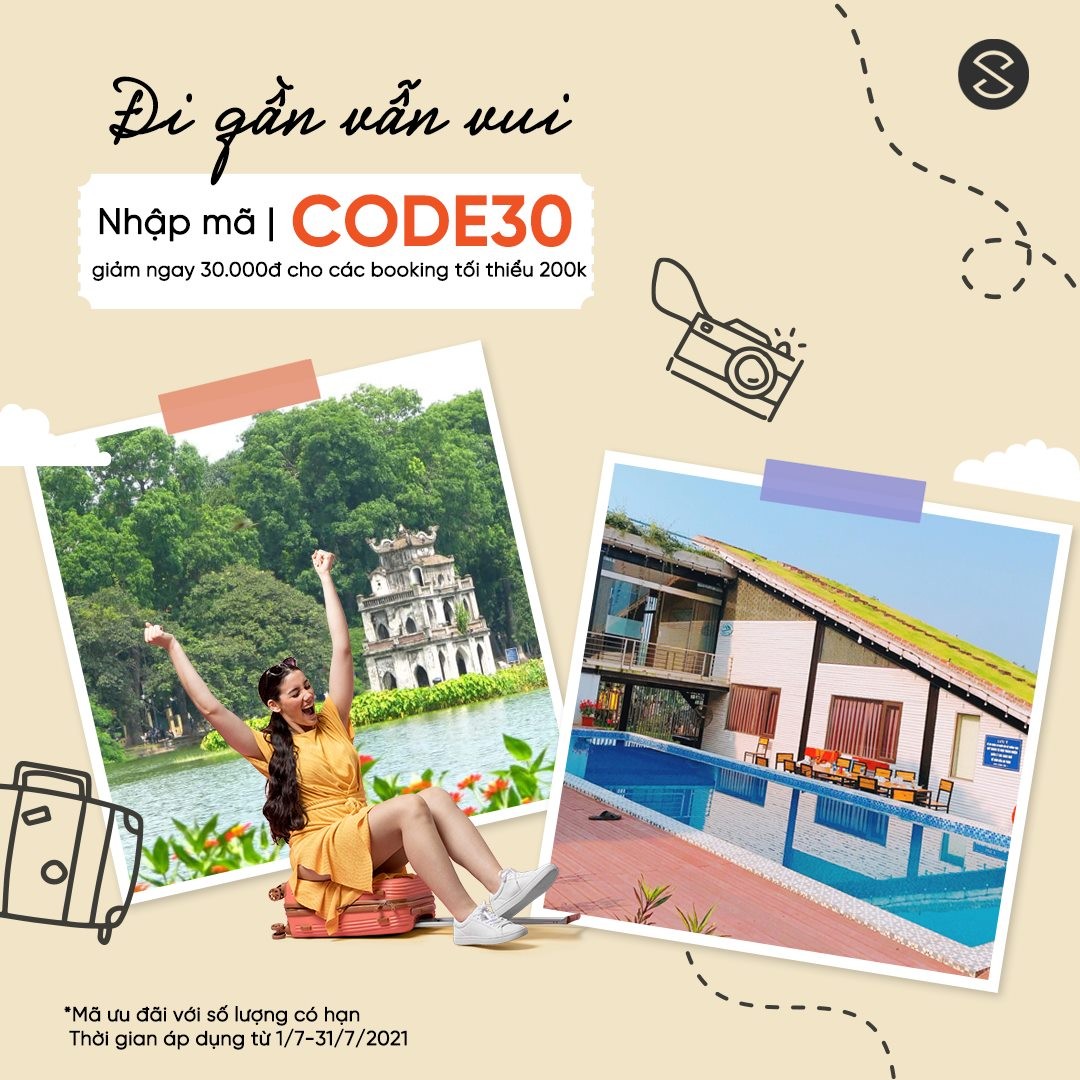 Đi gần vẫn vui
Nhập mã | CODE30
giảm ngay 30.000đ cho các booking tối thiểu 200k
LƯU Ý
*Mã ưu đãi với số lượng có hạn
Thời gian áp dụng từ 1/7-31/7/2021